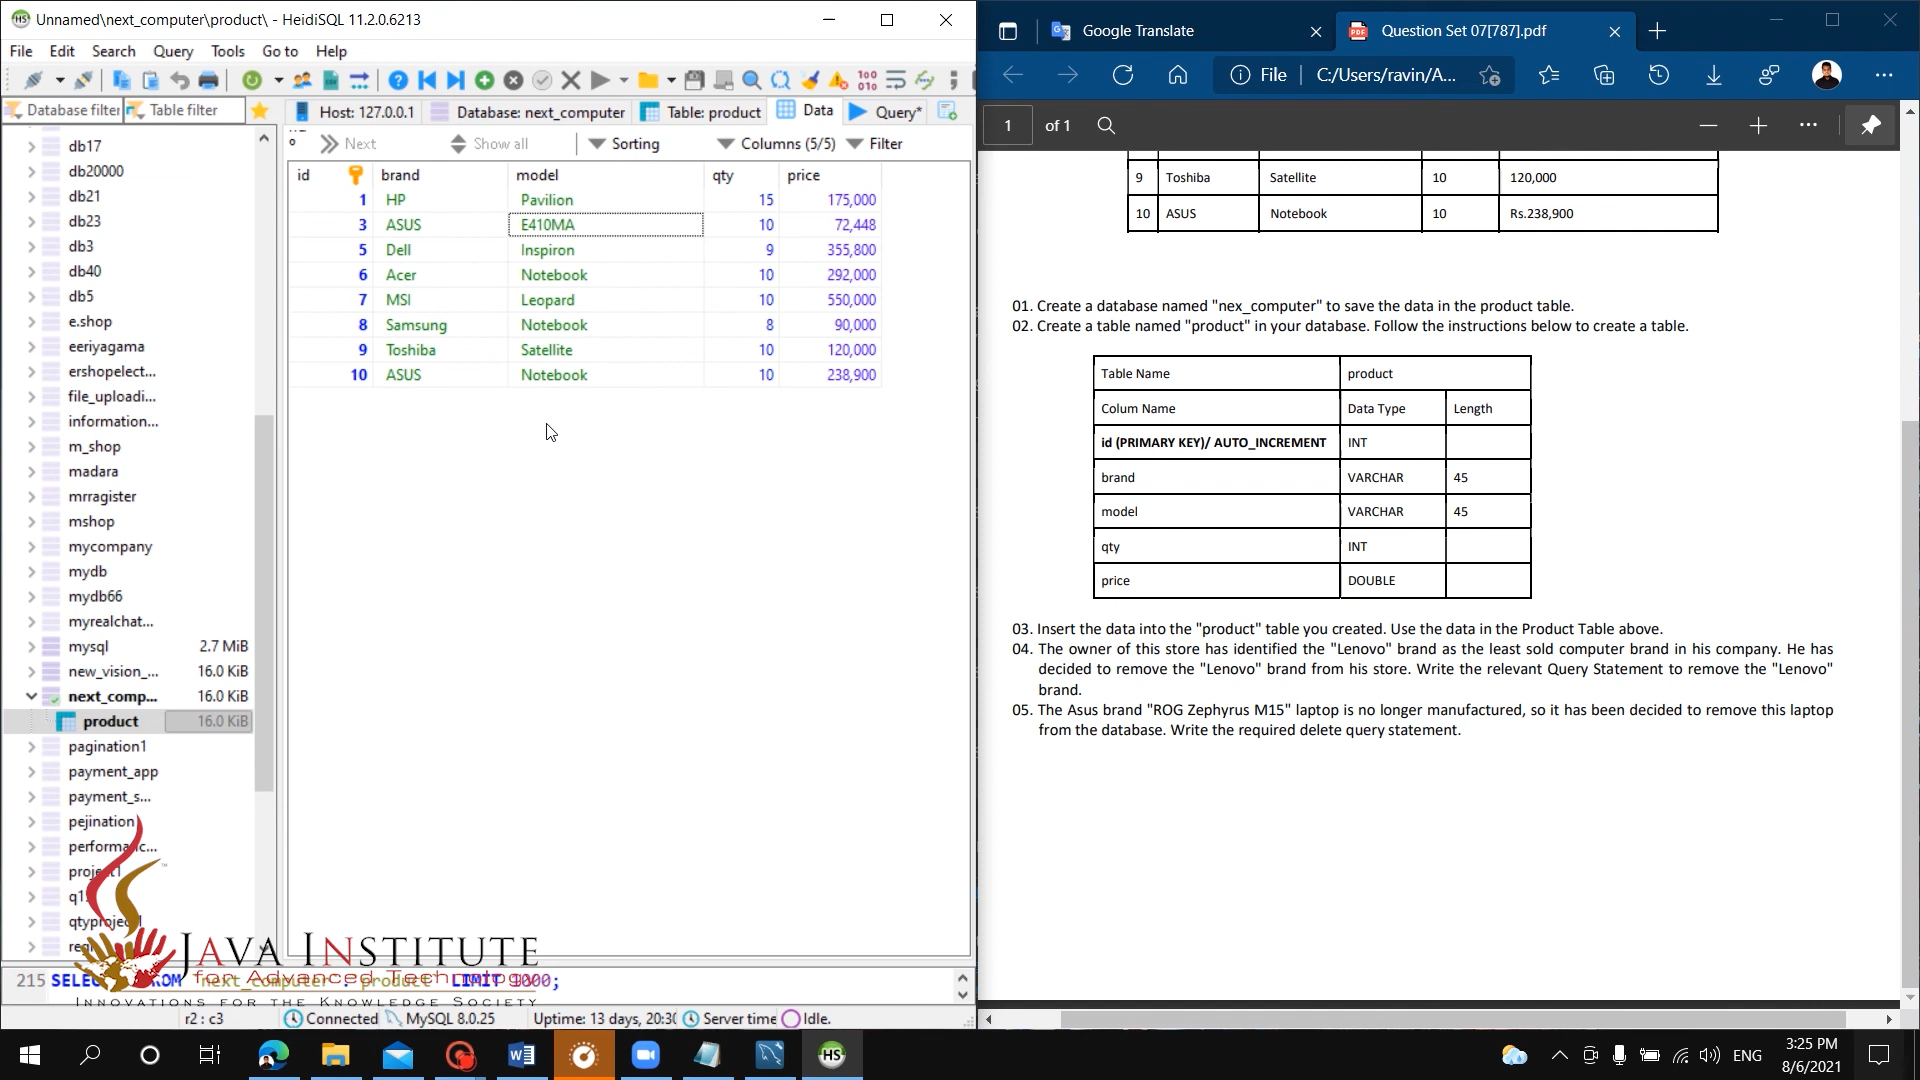 Unnamed\next_computer\product\ - HeidiSQL 11.2.0.6213
File Edit Search Query Tools Go to Help
Database filter Table filter
Host: 127.0.0.1 Database: next_computer Table: product Data Query*
Next Show all Sorting Columns (5/5) Filter
id brand model qty price
1 HP Pavilion 15 175,000
3 ASUS E410MA 10 72,448
5 Dell Inspiron 9 355,800
6 Acer Notebook 10 292,000
7 MSI Leopard 10 550,000
8 Samsung Notebook 8 90,000
9 Toshiba Satellite 10 120,000
10 ASUS Notebook 10 238,900
db17
db20000
db21
db23
db3
db40
db5
e.shop
eeriyagama
ershopelect...
file_uploadi...
information...
m_shop
madara
mrragister
mshop
mycompany
mydb
mydb66
myrealchat...
mysql 2.7 MiB
new_vision_... 16.0 KiB
next_comp... 16.0 KiB
product 16.0 KiB
pagination1
payment_app
payment_s...
pejination
JAVA INSTITUTE
for Advanced Technology
INNOVATIONS FOR THE KNOWLEDGE SOCIETY
LIMIT 1000;
215
r2 : c3 Connected MySQL 8.0.25 Uptime: 13 days, 20:30 Server time Idle.
Google Translate Question Set 07[787].pdf
File C:/Users/ravin/A...
1 of 1
9 Toshiba Satellite 10 120,000
10 ASUS Notebook 10 Rs.238,900
01. Create a database named "nex_computer" to save the data in the product table.
02. Create a table named "product" in your database. Follow the instructions below to create a table.
Table Name product
Colum Name Data Type Length
id (PRIMARY KEY)/ AUTO_INCREMENT INT
brand VARCHAR 45
model VARCHAR 45
qty INT
price DOUBLE
03. Insert the data into the "product" table you created. Use the data in the Product Table above.
04. The owner of this store has identified the "Lenovo" brand as the least sold computer brand in his company. He has
decided to remove the "Lenovo" brand from his store. Write the relevant Query Statement to remove the "Lenovo"
brand.
05. The Asus brand "ROG Zephyrus M15" laptop is no longer manufactured, so it has been decided to remove this laptop
from the database. Write the required delete query statement.
ENG
3:25 PM
8/6/2021